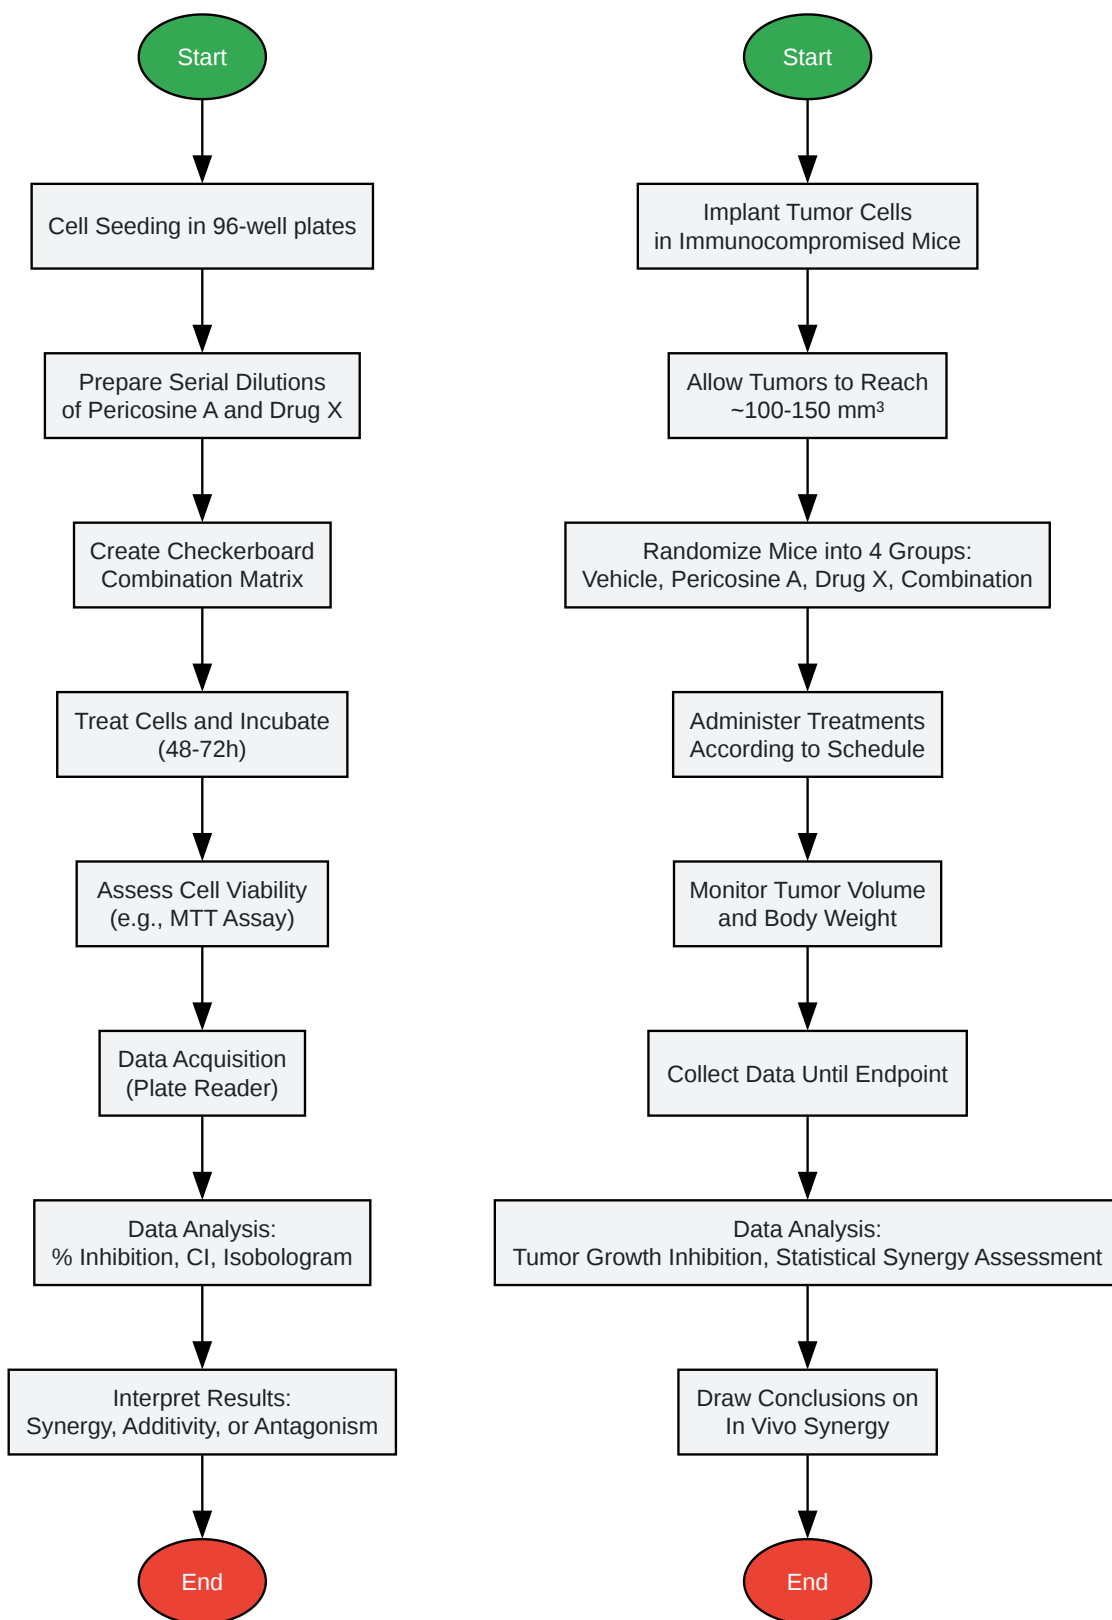 Start
Cell Seeding in 96-well plates
Prepare Serial Dilutions
of Pericosine A and Drug X
Create Checkerboard
Combination Matrix
Treat Cells and Incubate
(48-72h)
Assess Cell Viability
(e.g., MTT Assay)
Data Acquisition
(Plate Reader)
Data Analysis:
% Inhibition, CI, Isobologram
Interpret Results:
Synergy, Additivity, or Antagonism
End
Start
Implant Tumor Cells
in Immunocompromised Mice
Allow Tumors to Reach
~100-150 mm³
Randomize Mice into 4 Groups:
Vehicle, Pericosine A, Drug X, Combination
Administer Treatments
According to Schedule
Monitor Tumor Volume
and Body Weight
Collect Data Until Endpoint
Data Analysis:
Tumor Growth Inhibition, Statistical Synergy Assessment
Draw Conclusions on
In Vivo Synergy
End